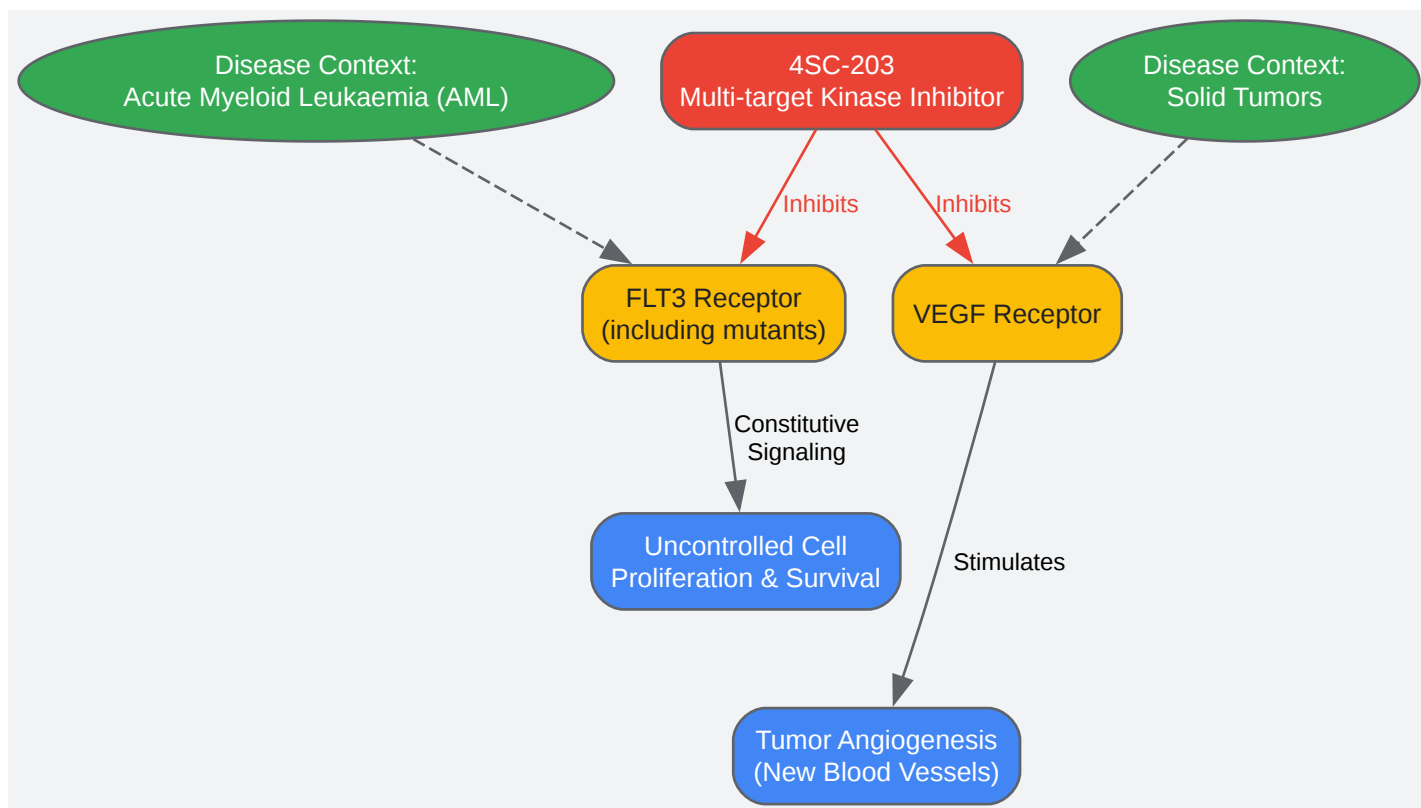 Disease Context:
Acute Myeloid Leukaemia (AML)
4SC-203
Multi-target Kinase Inhibitor
Disease Context:
Solid Tumors
Inhibits
Inhibits
FLT3 Receptor
(including mutants)
VEGF Receptor
Constitutive
Signaling
Uncontrolled Cell
Proliferation & Survival
Stimulates
Tumor Angiogenesis
(New Blood Vessels)